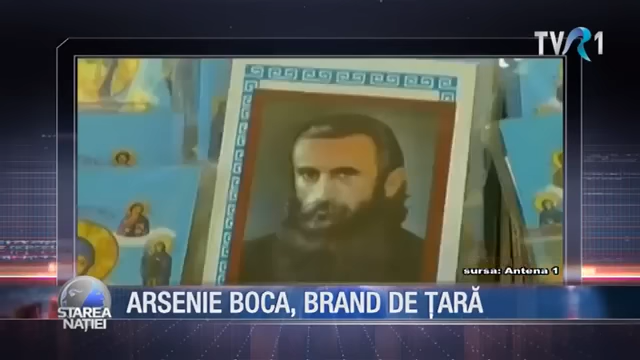 TVR1
sursa: Antena 1
STAREA
NAȚIEI
ARSENIE BOCA, BRAND DE ȚARĂ